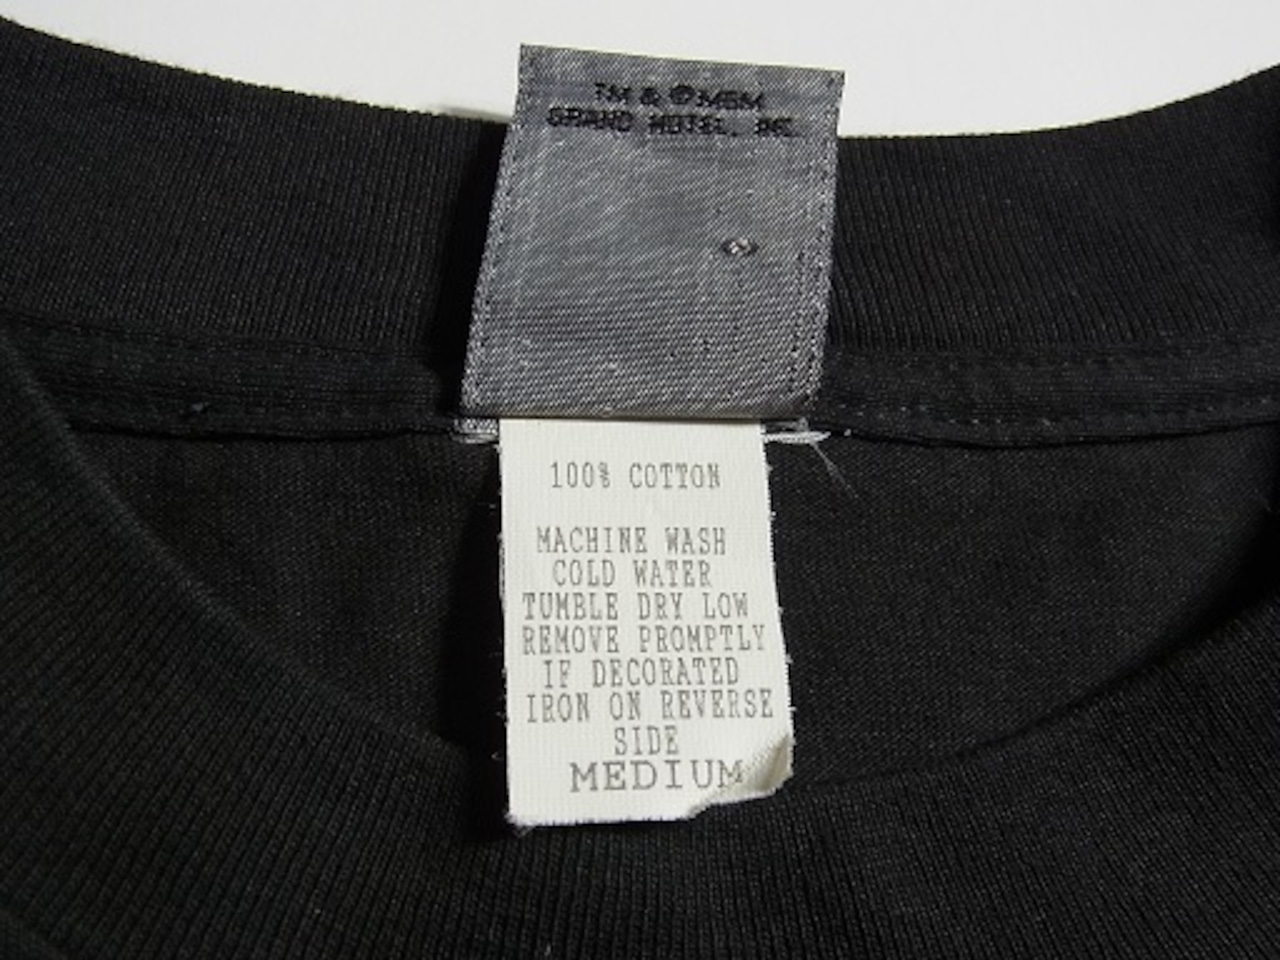 TM & © MGM
GRAND HOTEL, INC.
100% COTTON
MACHINE WASH
COLD WATER
TUMBLE DRY LOW
REMOVE PROMPTLY
IF DECORATED
IRON ON REVERSE
SIDE
MEDIUM